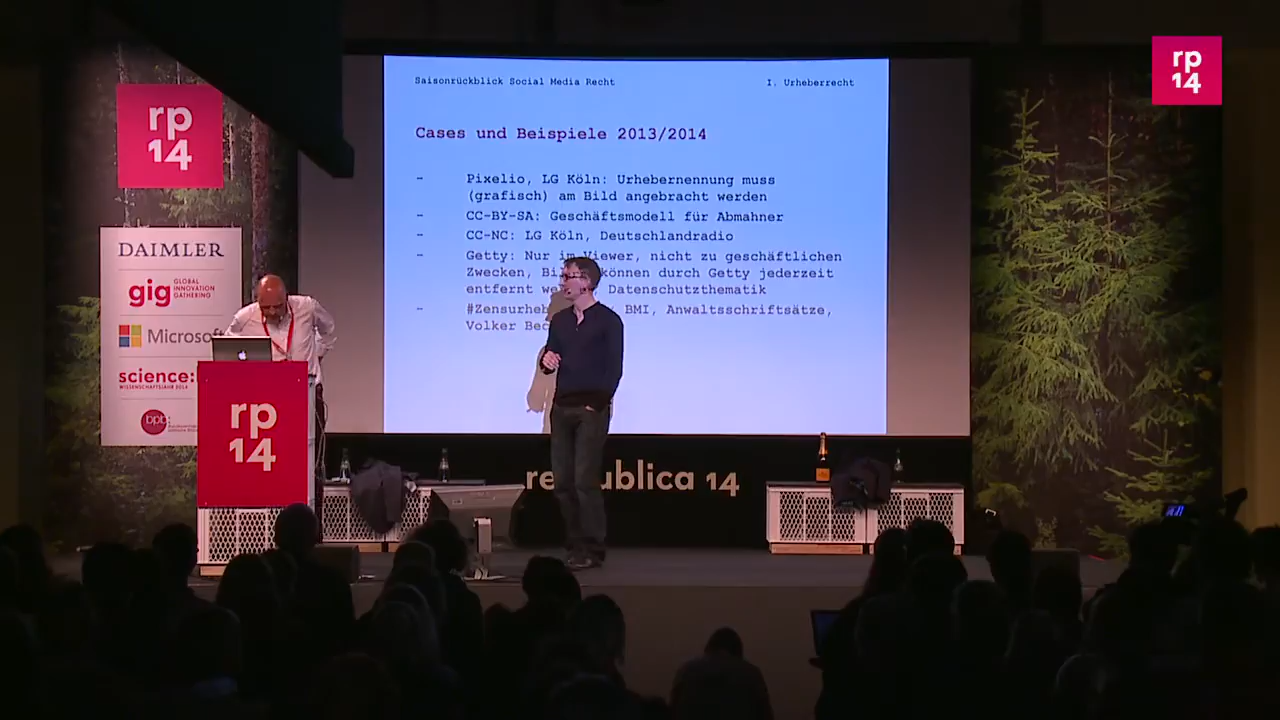 rp
14
Saisonrückblick Social Media Recht
I. Urheberrecht
Cases und Beispiele 2013/2014
- Pixelio, LG Köln: Urhebernennung muss
(grafisch) am Bild angebracht werden
- CC-BY-SA: Geschäftsmodell für Abmahner
- CC-NC: LG Köln, Deutschlandradio
- Getty: Nur im Viewer, nicht zu geschäftlichen
Zwecken, können durch Getty jederzeit
entfernt Datenschutzthematik
- BMI, Anwaltsschriftsätze,
Volker
rp
14
DAIMLER
gig GLOBAL
INNOVATION
GATHERING
Microsoft
science:
WISSENSCHAFTSJAHR 2014
bpb:
rp
14
re ublica 14